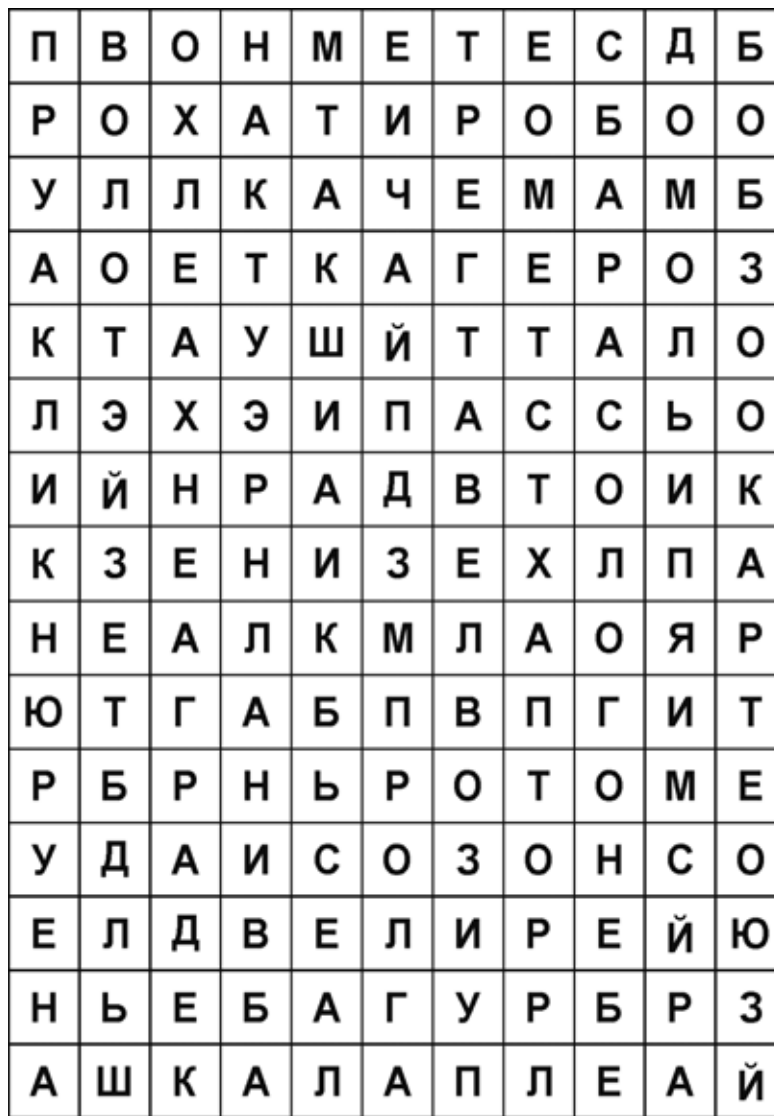 П В О Н М Е Т Е С Д Б
Р О Х А Т И Р О Б О О
У Л Л К А Ч Е М А М Б
А О Е Т К А Г Е Р О З
К Т А У Ш Й Т Т А Л О
Л Э Х Э И П А С С Ь О
И Й Н Р А Д В Т О И К
К З Е Н И З Е Х Л П А
Н Е А Л К М Л А О Я Р
Ю Т Г А Б П В П Г И Т
Р Б Р Н Ь Р О Т О М Е
У Д А И С О З О Н С О
Е Л Д В Е Л И Р Е Й Ю
Н Ь Е Б А Г У Р Б Р З
А Ш К А Л А П Л Е А Й